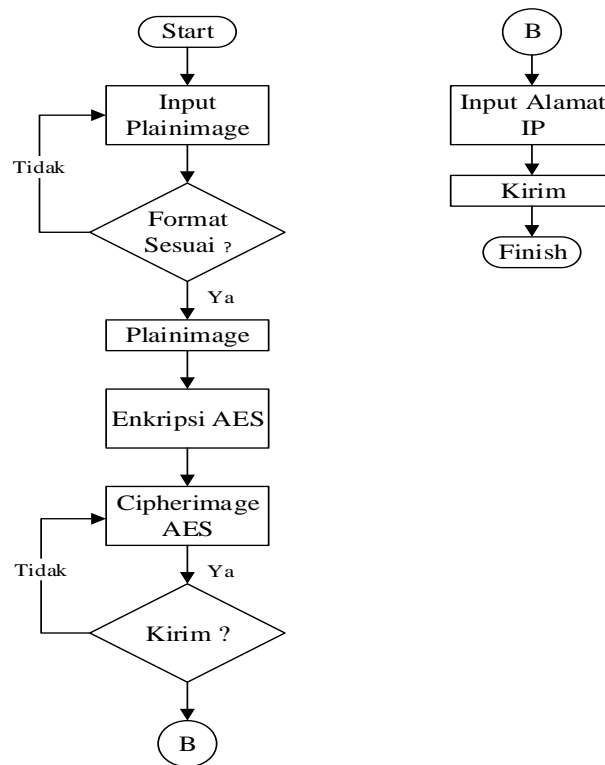 Start
Input
Plainimage
Tidak
Format
Sesuai ?
Ya
Plainimage
Enkripsi AES
Cipherimage
AES
Tidak
Ya
Kirim ?
B
B
Input Alamat
IP
Kirim
Finish